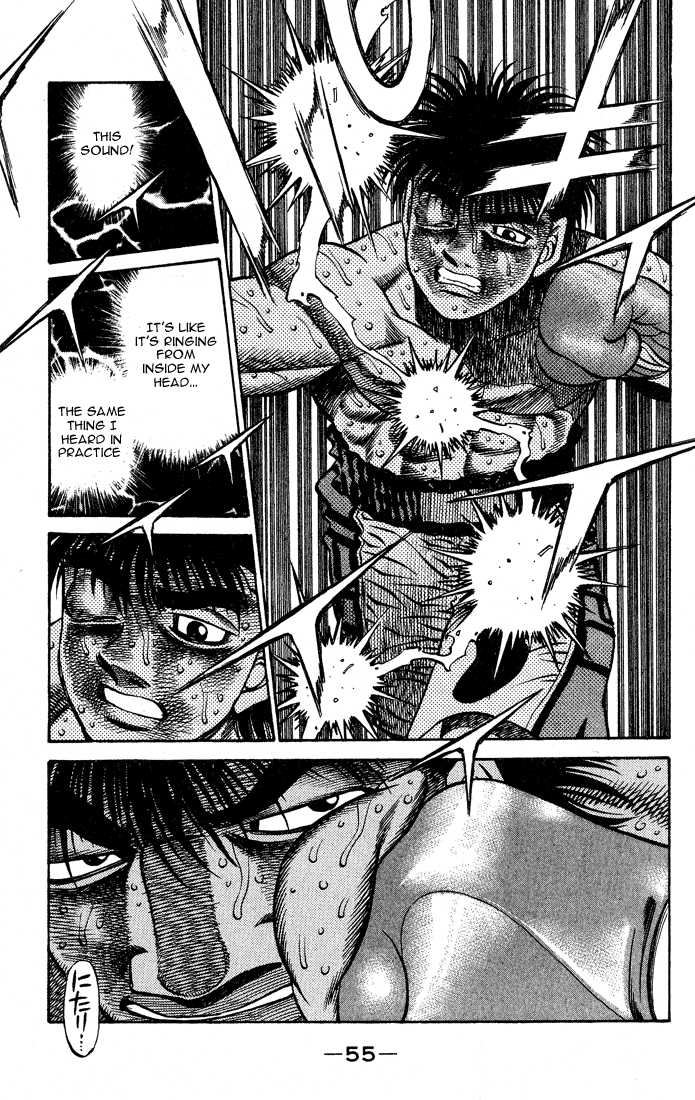 THIS
SOUND!
IT'S LIKE
IT'S RINGING
FROM
INSIDE MY
HEAD...
THE SAME
THING I
HEARD IN
PRACTICE
にたり…
—55—